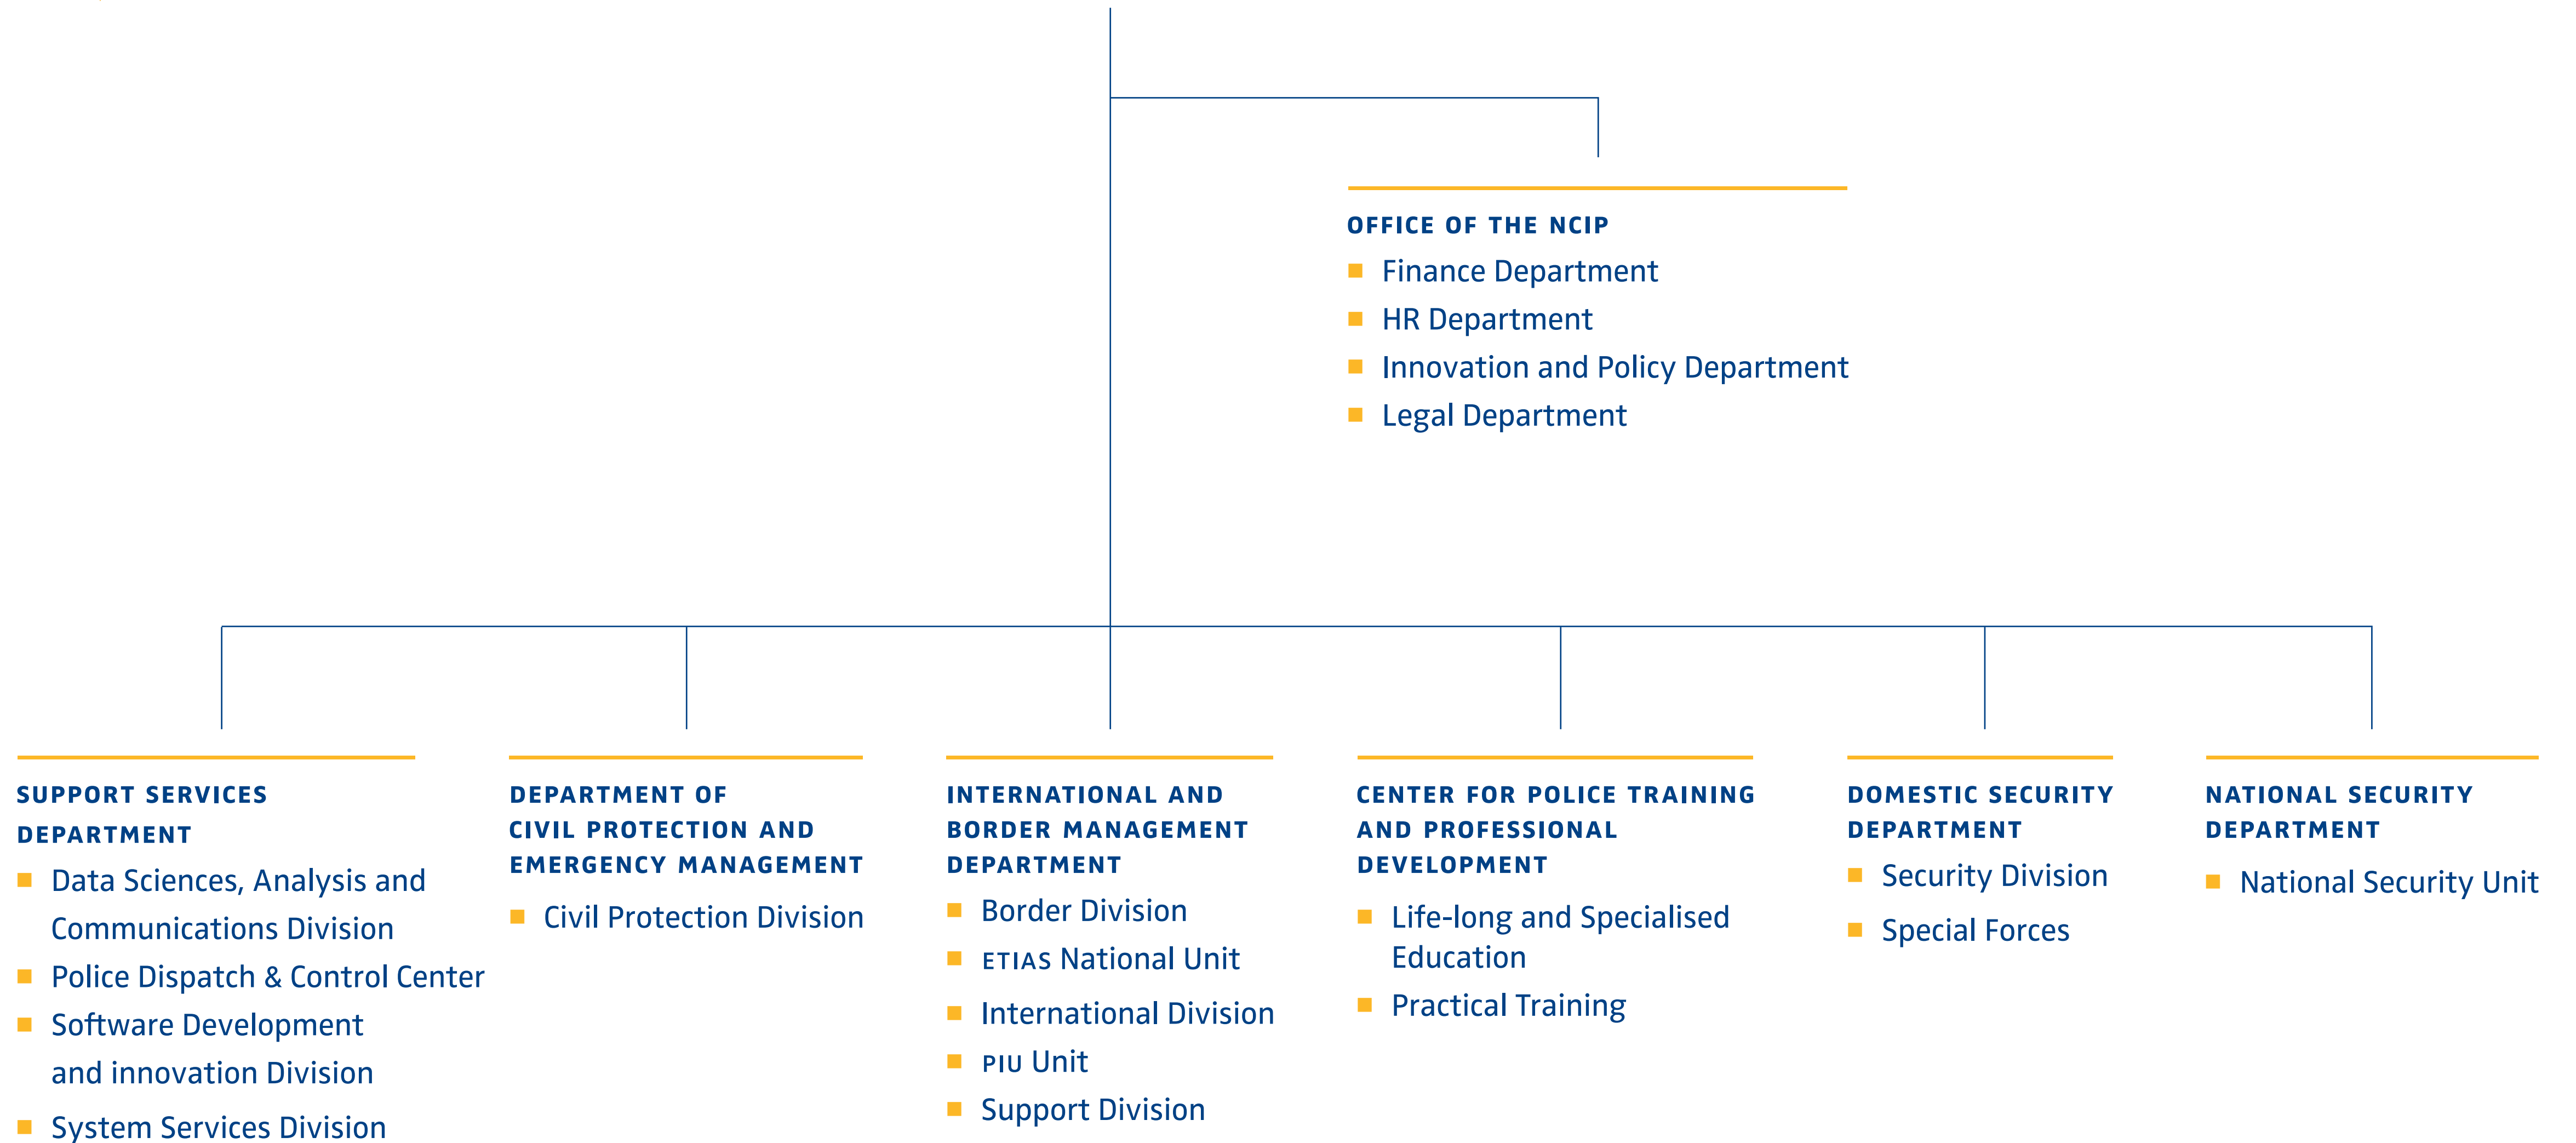 OFFICE OF THE NCIP
Finance Department
HR Department
Innovation and Policy Department
Legal Department
SUPPORT SERVICES
DEPARTMENT
Data Sciences, Analysis and
Communications Division
Police Dispatch & Control Center
Software Development
and innovation Division
System Services Division
DEPARTMENT OF
CIVIL PROTECTION AND
EMERGENCY MANAGEMENT
Civil Protection Division
INTERNATIONAL AND
BORDER MANAGEMENT
DEPARTMENT
Border Division
ETIAS National Unit
International Division
PIU Unit
Support Division
CENTER FOR POLICE TRAINING
AND PROFESSIONAL
DEVELOPMENT
Life-long and Specialised
Education
Practical Training
DOMESTIC SECURITY
DEPARTMENT
Security Division
Special Forces
NATIONAL SECURITY
DEPARTMENT
National Security Unit